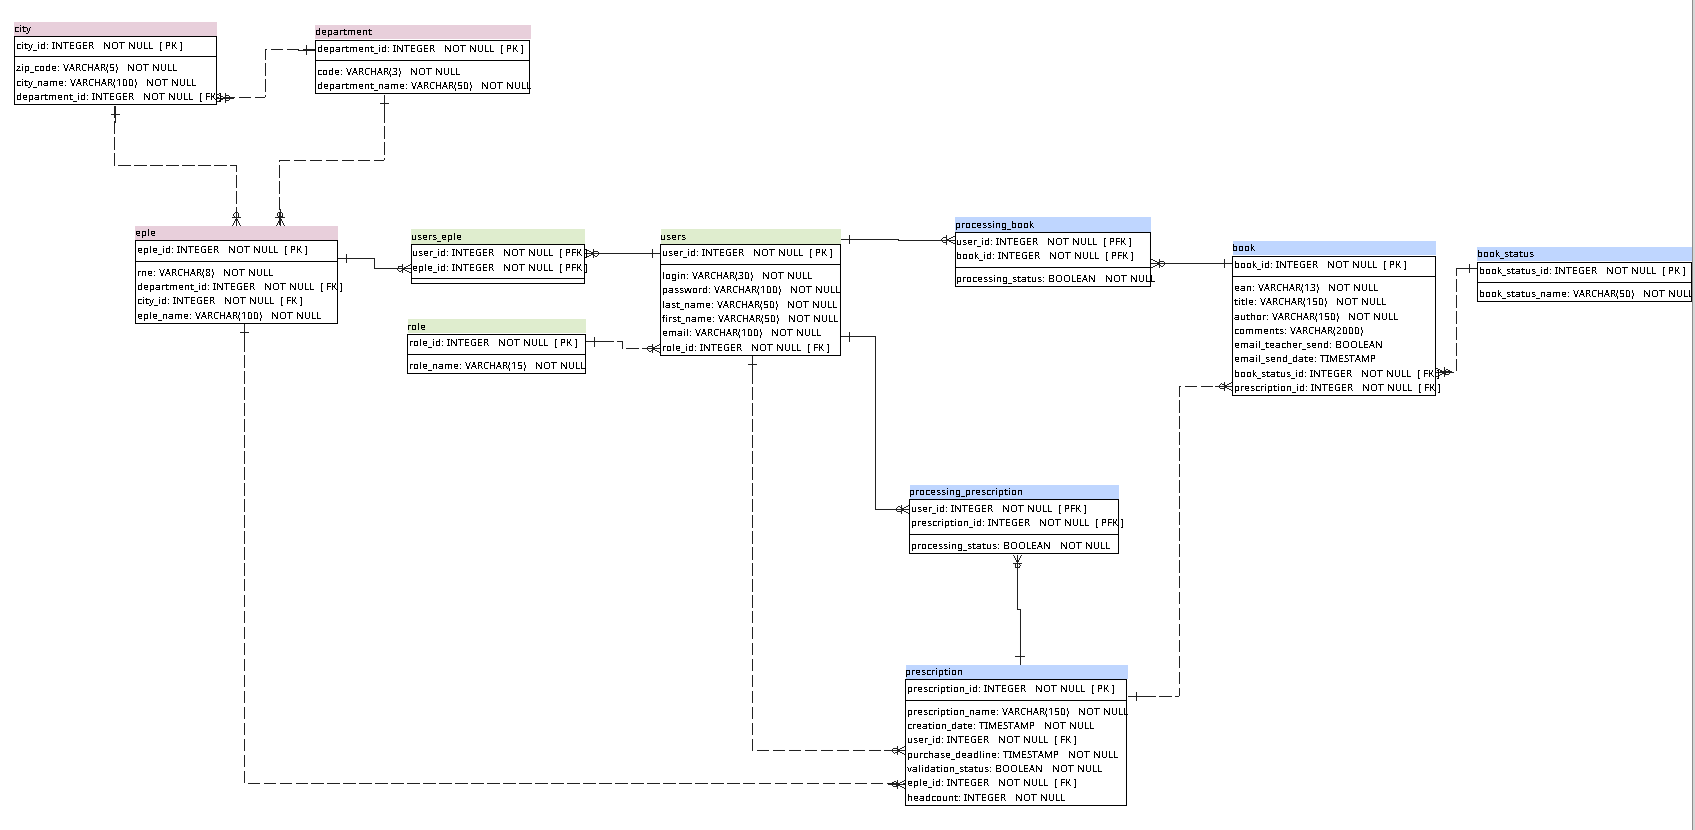 city
city_id: INTEGER NOT NULL [ PK ]
zip_code: VARCHAR(5) NOT NULL
city_name: VARCHAR(100) NOT NULL
department_id: INTEGER NOT NULL [ FK ]
department
department_id: INTEGER NOT NULL [ PK ]
code: VARCHAR(3) NOT NULL
department_name: VARCHAR(50) NOT NULL
eple
eple_id: INTEGER NOT NULL [ PK ]
rne: VARCHAR(8) NOT NULL
department_id: INTEGER NOT NULL [ FK ]
city_id: INTEGER NOT NULL [ FK ]
eple_name: VARCHAR(100) NOT NULL
users_eple
user_id: INTEGER NOT NULL [ PFK ]
eple_id: INTEGER NOT NULL [ PFK ]
role
role_id: INTEGER NOT NULL [ PK ]
role_name: VARCHAR(15) NOT NULL
users
user_id: INTEGER NOT NULL [ PK ]
login: VARCHAR(30) NOT NULL
password: VARCHAR(100) NOT NULL
last_name: VARCHAR(50) NOT NULL
first_name: VARCHAR(50) NOT NULL
email: VARCHAR(100) NOT NULL
role_id: INTEGER NOT NULL [ FK ]
processing_book
user_id: INTEGER NOT NULL [ PFK ]
book_id: INTEGER NOT NULL [ PFK ]
processing_status: BOOLEAN NOT NULL
book
book_id: INTEGER NOT NULL [ PK ]
ean: VARCHAR(13) NOT NULL
title: VARCHAR(150) NOT NULL
author: VARCHAR(150) NOT NULL
comments: VARCHAR(2000)
email_teacher_send: BOOLEAN
email_send_date: TIMESTAMP
book_status_id: INTEGER NOT NULL [ FK ]
prescription_id: INTEGER NOT NULL [ FK ]
book_status
book_status_id: INTEGER NOT NULL [ PK ]
book_status_name: VARCHAR(50) NOT NULL
processing_prescription
user_id: INTEGER NOT NULL [ PFK ]
prescription_id: INTEGER NOT NULL [ PFK ]
processing_status: BOOLEAN NOT NULL
prescription
prescription_id: INTEGER NOT NULL [ PK ]
prescription_name: VARCHAR(150) NOT NULL
creation_date: TIMESTAMP NOT NULL
user_id: INTEGER NOT NULL [ FK ]
purchase_deadline: TIMESTAMP NOT NULL
validation_status: BOOLEAN NOT NULL
eple_id: INTEGER NOT NULL [ FK ]
headcount: INTEGER NOT NULL